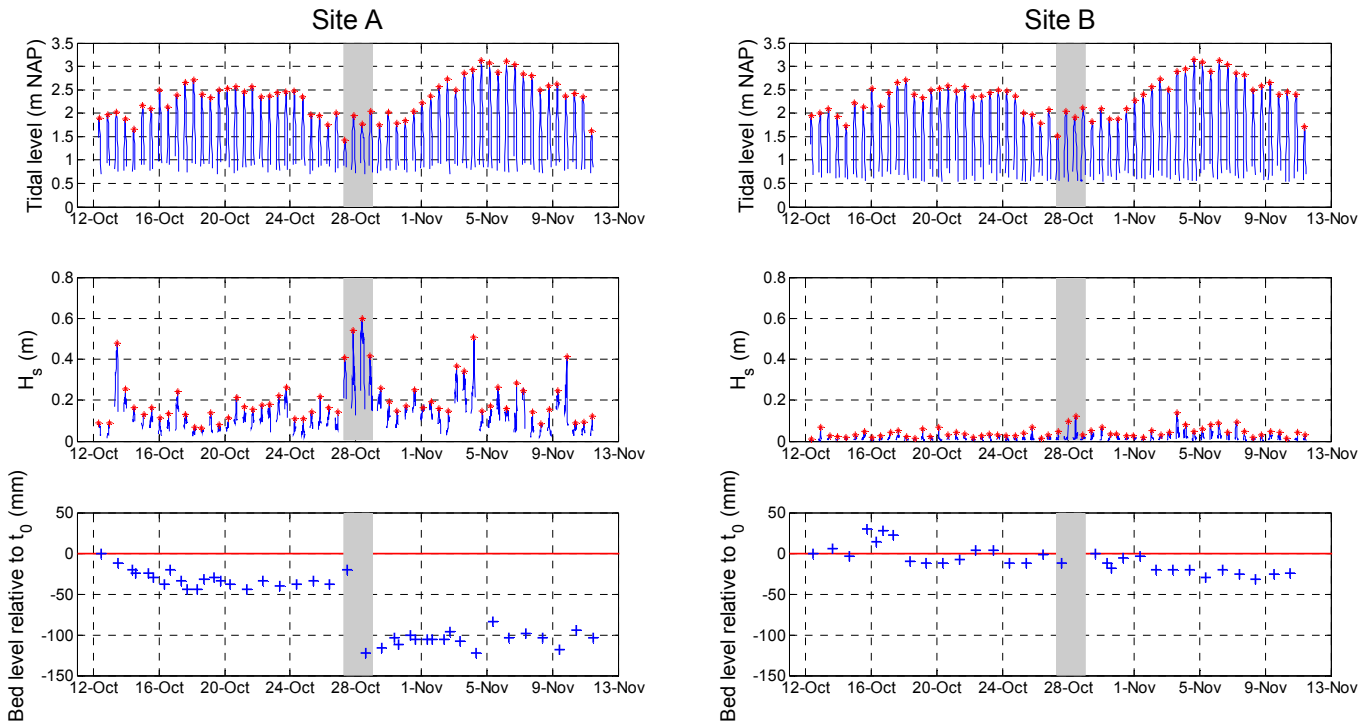 Site A
Tidal level (m NAP)
3.5
3
2.5
2
1.5
1
0.5
0
12-Oct 16-Oct 20-Oct 24-Oct 28-Oct 1-Nov 5-Nov 9-Nov 13-Nov
H_s (m)
0.8
0.6
0.4
0.2
0
12-Oct 16-Oct 20-Oct 24-Oct 28-Oct 1-Nov 5-Nov 9-Nov 13-Nov
Bed level relative to t_0 (mm)
50
0
-50
-100
-150
12-Oct 16-Oct 20-Oct 24-Oct 28-Oct 1-Nov 5-Nov 9-Nov 13-Nov
Site B
Tidal level (m NAP)
3.5
3
2.5
2
1.5
1
0.5
0
12-Oct 16-Oct 20-Oct 24-Oct 28-Oct 1-Nov 5-Nov 9-Nov 13-Nov
H_s (m)
0.8
0.6
0.4
0.2
0
12-Oct 16-Oct 20-Oct 24-Oct 28-Oct 1-Nov 5-Nov 9-Nov 13-Nov
Bed level relative to t_0 (mm)
50
0
-50
-100
-150
12-Oct 16-Oct 20-Oct 24-Oct 28-Oct 1-Nov 5-Nov 9-Nov 13-Nov